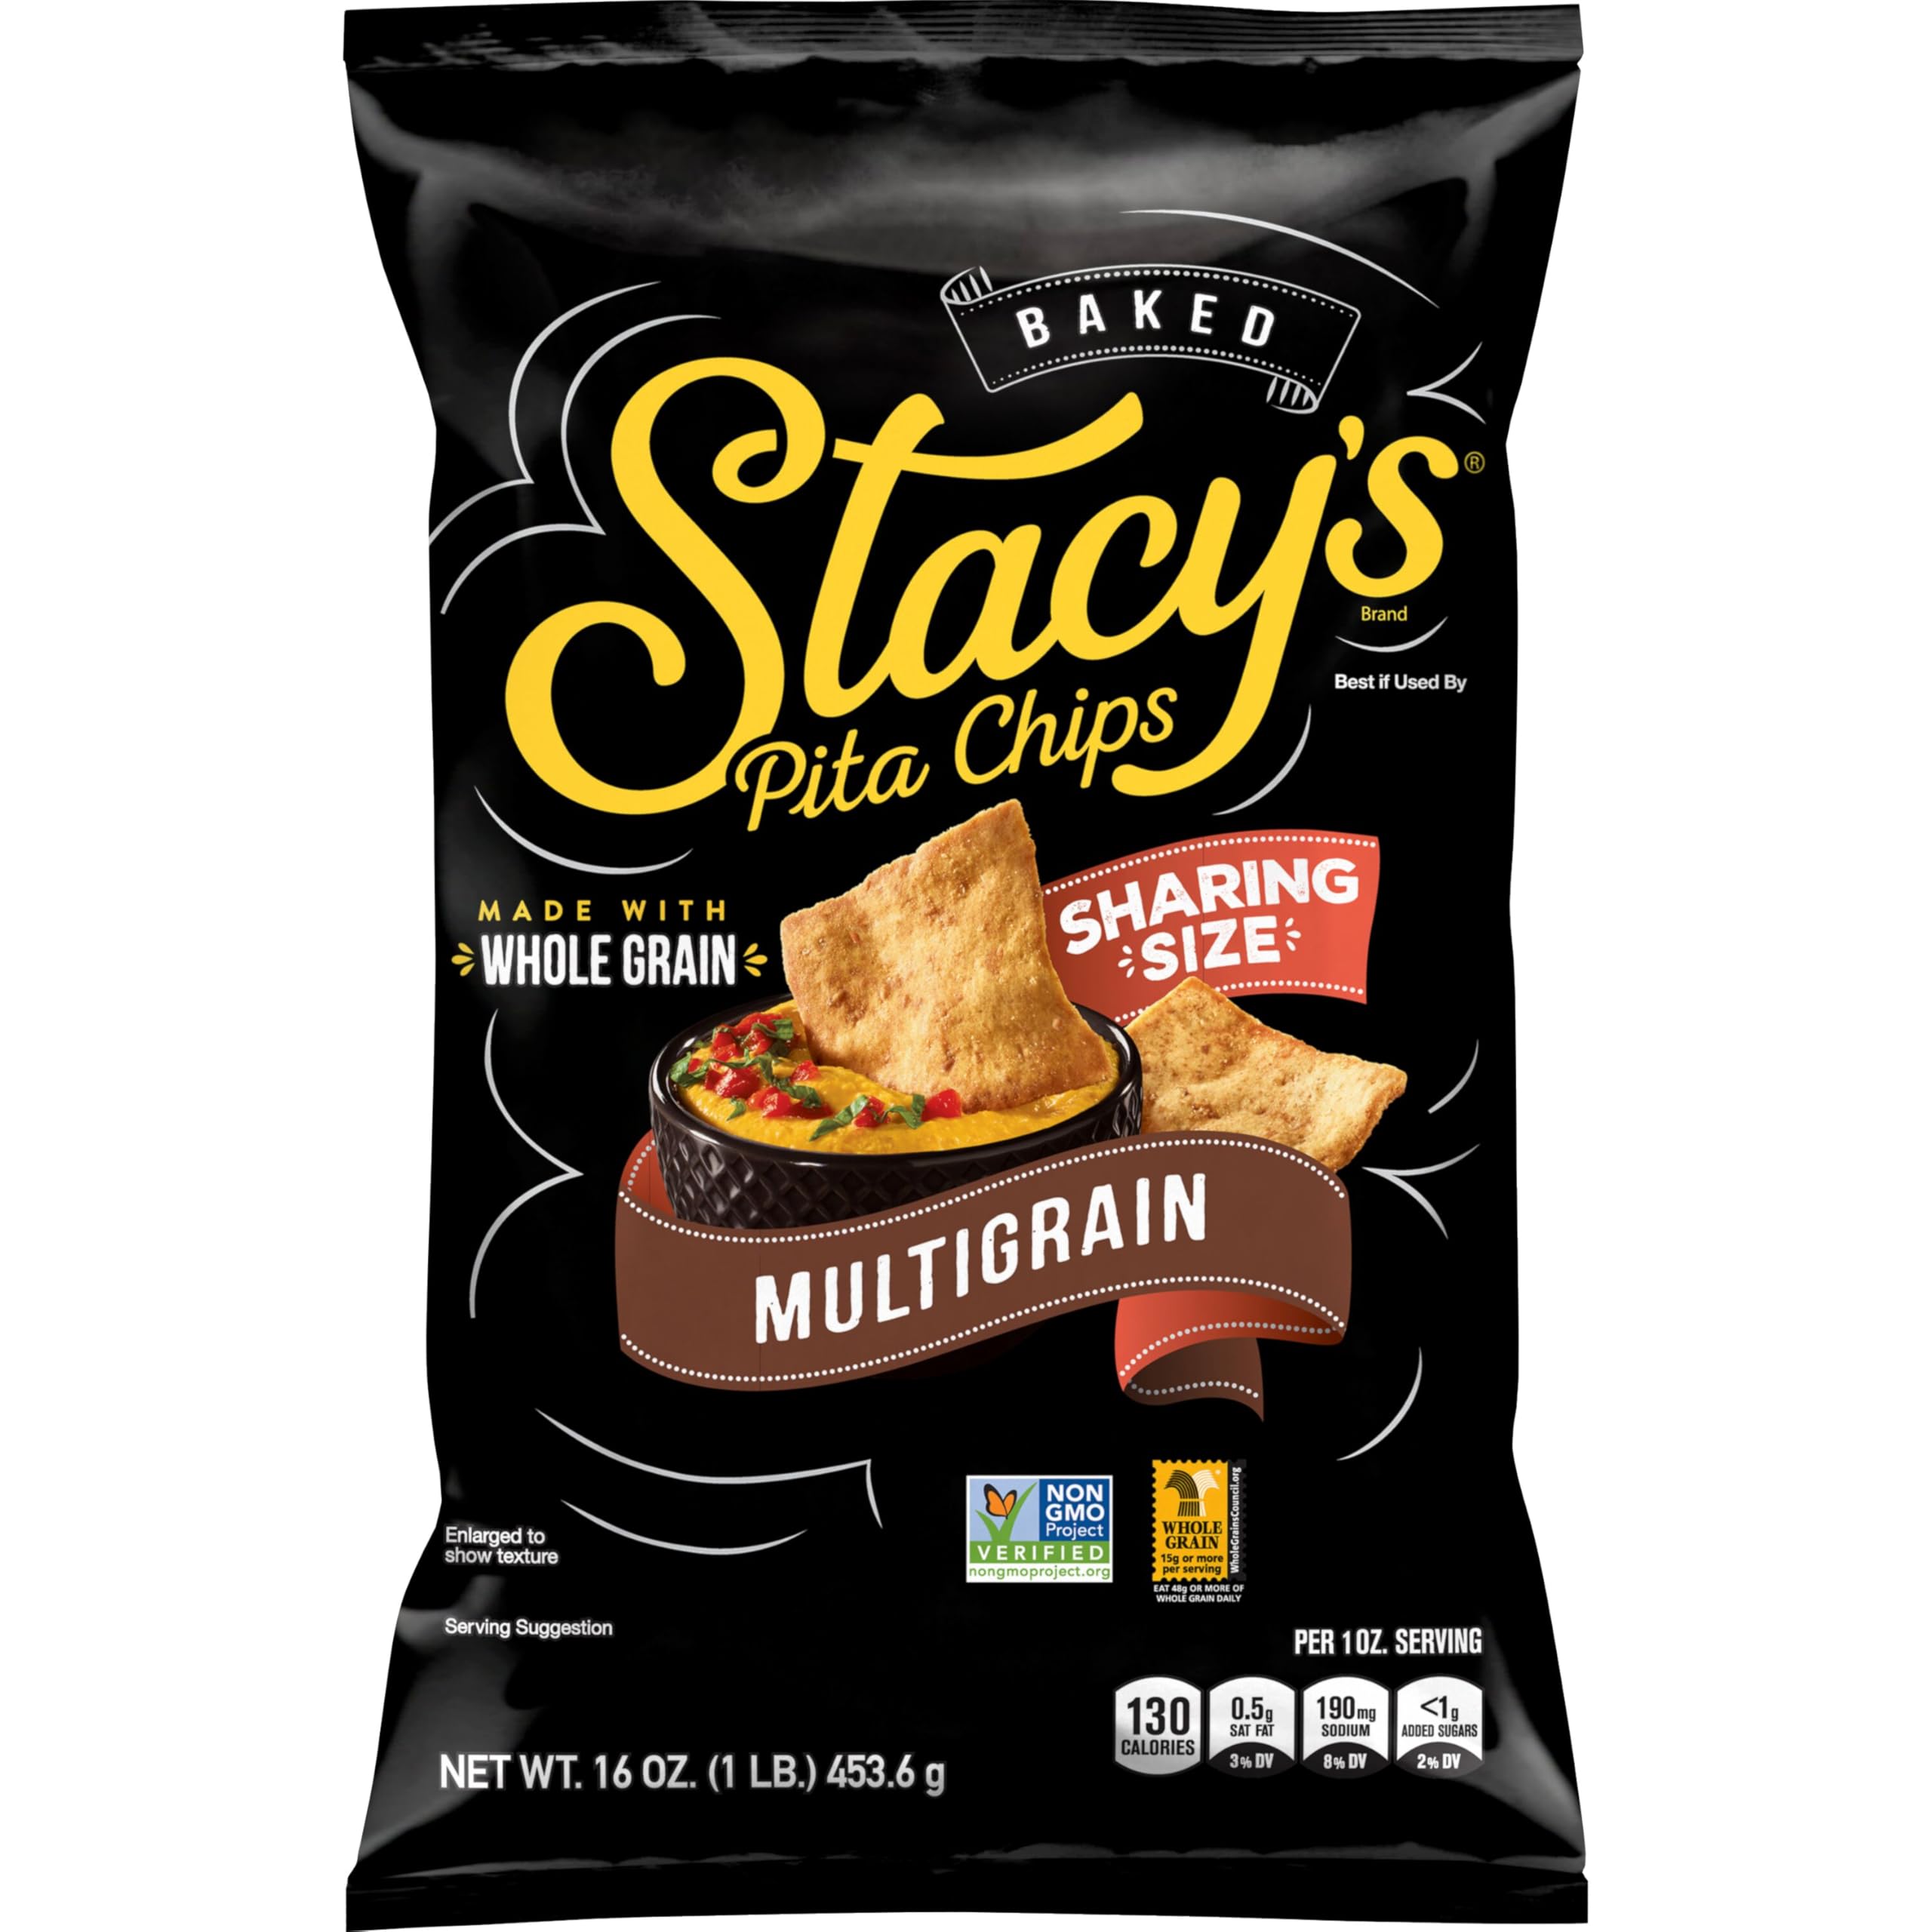 BAKED
Stacy's®
Brand
Pita Chips
Best if Used By
MADE WITH
WHOLE GRAIN
SHARING
SIZE
MULTIGRAIN
NON
GMO
Project
VERIFIED
nongmoproject.org
WHOLE
GRAIN
15g or more
per serving
WholeGrainsCouncil.org
EAT 48g OR MORE OF
WHOLE GRAIN DAILY
Enlarged to
show texture
Serving Suggestion
PER 1 OZ. SERVING
130
CALORIES
0.5g
SAT FAT
3% DV
190mg
SODIUM
8% DV
<1g
ADDED SUGARS
2% DV
NET WT. 16 OZ. (1 LB.) 453.6 g